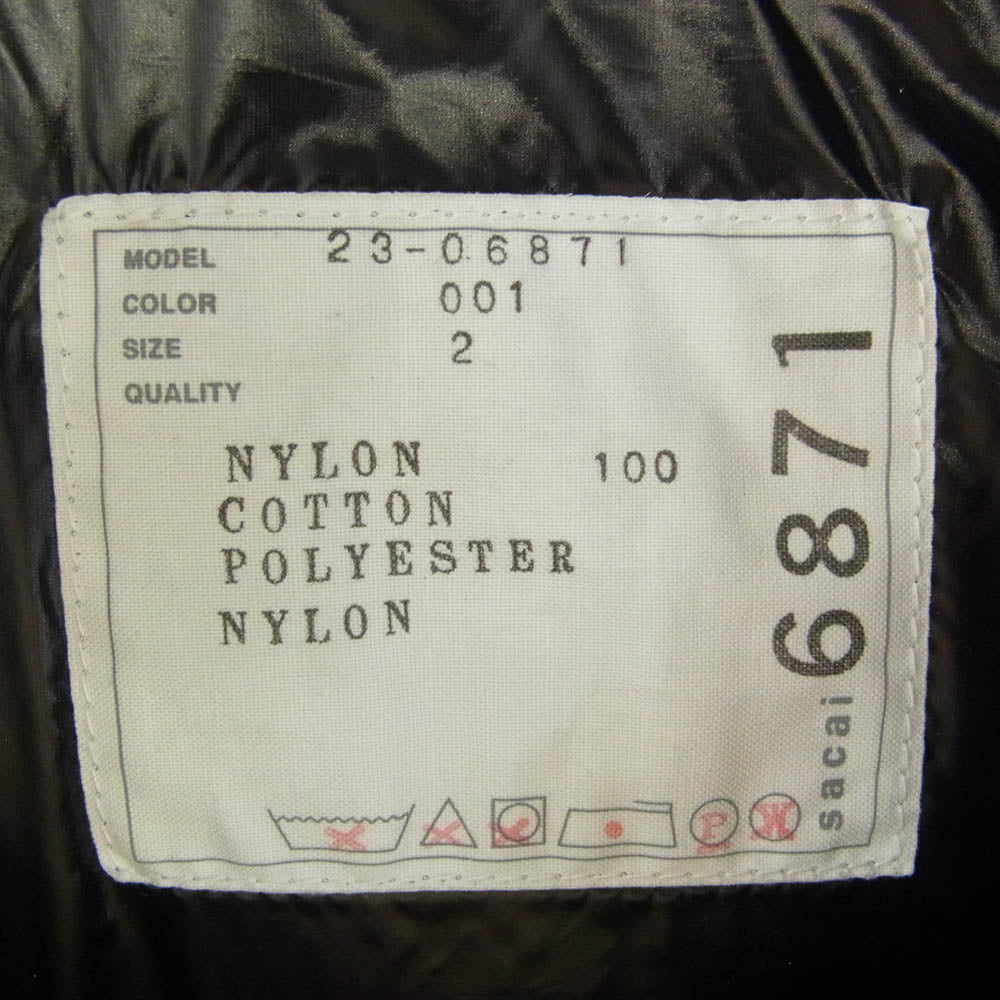 MODEL 23-06871
COLOR 001
SIZE 2
QUALITY
NYLON 100
COTTON
POLYESTER
NYLON
sacai 6871
P
W